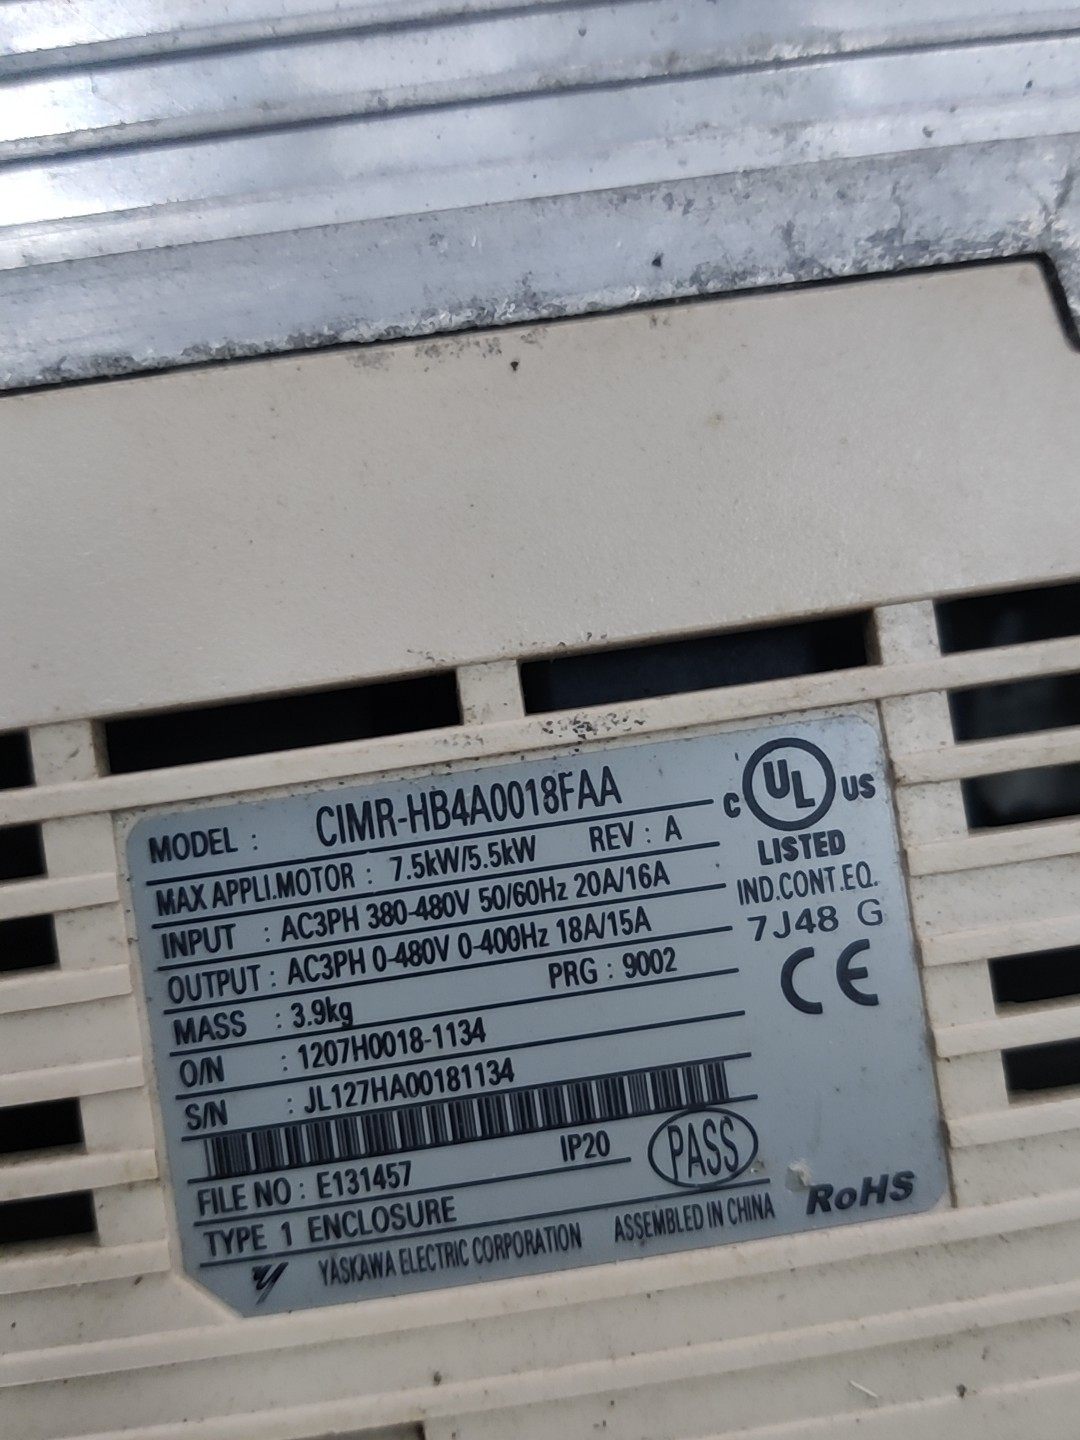 MODEL : CIMR-HB4A0018FAA
MAX APPLI.MOTOR : 7.5kW/5.5kW REV : A
INPUT : AC3PH 380-480V 50/60Hz 20A/16A
OUTPUT : AC3PH 0-480V 0-400Hz 18A/15A
MASS : 3.9kg PRG : 9002
O/N : 1207H0018-1134
S/N : JL127HA00181134
FILE NO : E131457 IP20 PASS
TYPE 1 ENCLOSURE
YASKAWA ELECTRIC CORPORATION ASSEMBLED IN CHINA
C UL US
LISTED
IND.CONT.EQ.
7J48 G
CE
RoHS